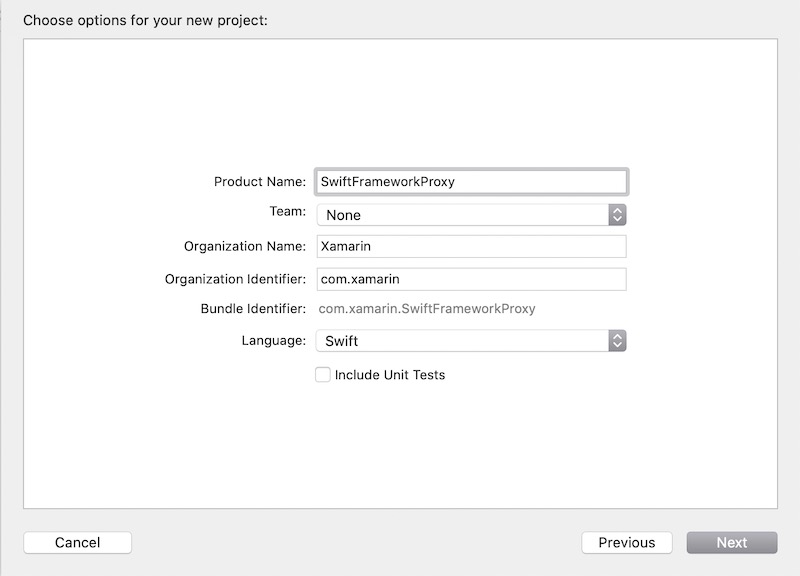 Choose options for your new project:
Product Name: SwiftFrameworkProxy
Team: None
Organization Name: Xamarin
Organization Identifier: com.xamarin
Bundle Identifier: com.xamarin.SwiftFrameworkProxy
Language: Swift
Include Unit Tests
Cancel Previous Next